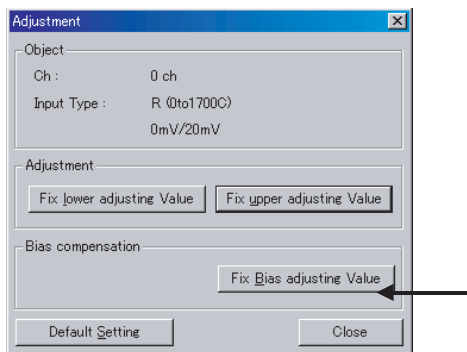 Adjustment
Object
Ch : 0 ch
Input Type : R (0to1700C)
0mV/20mV
Adjustment
Fix lower adjusting Value Fix upper adjusting Value
Bias compensation
Fix Bias adjusting Value
Default Setting Close